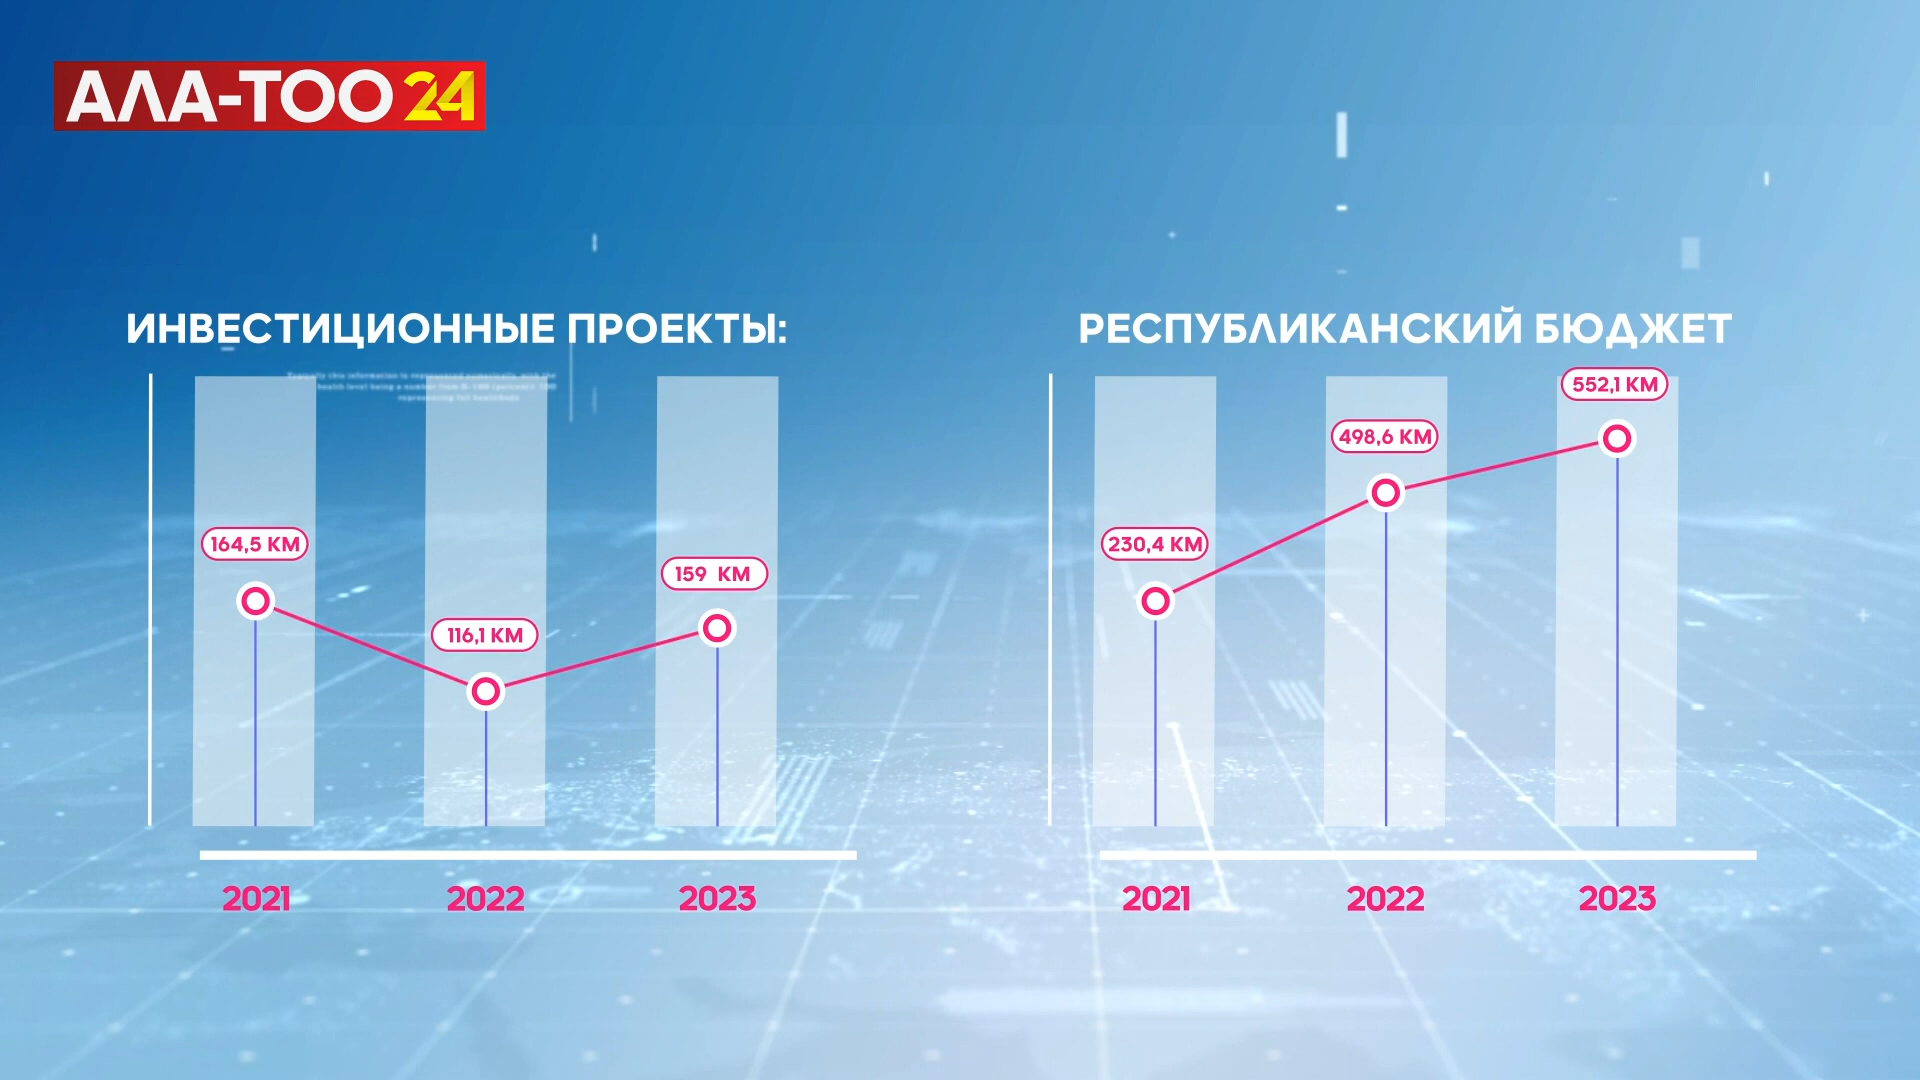 АЛА-ТОО 24
ИНВЕСТИЦИОННЫЕ ПРОЕКТЫ:
164,5 КМ
116,1 КМ
159 КМ
2021
2022
2023
РЕСПУБЛИКАНСКИЙ БЮДЖЕТ
230,4 КМ
498,6 КМ
552,1 КМ
2021
2022
2023